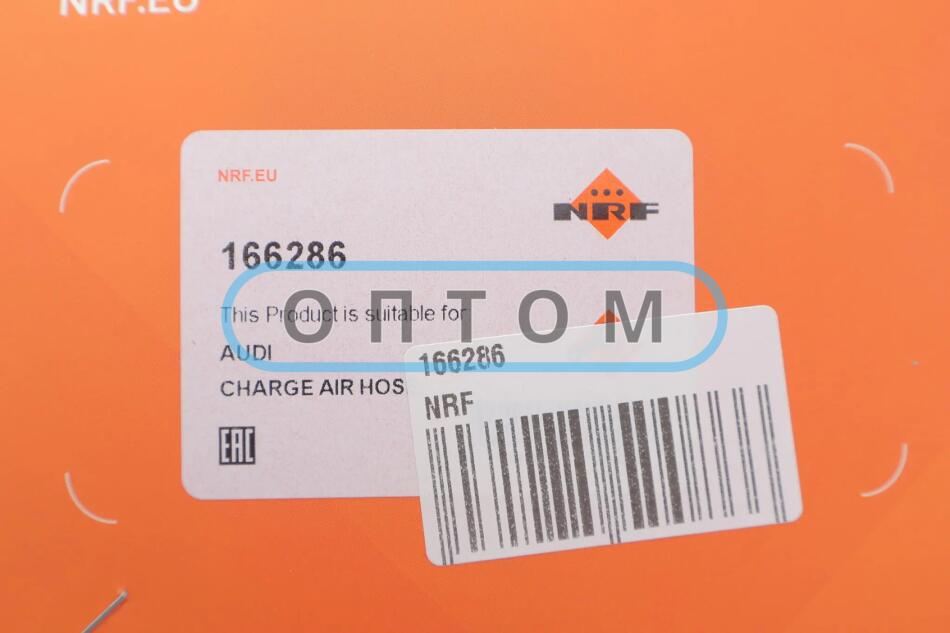 NRF.EU
NRF.EU
NRF
166286
This Product is suitable for
ОПТОМ
AUDI
CHARGE AIR HOS
EAC
166286
NRF